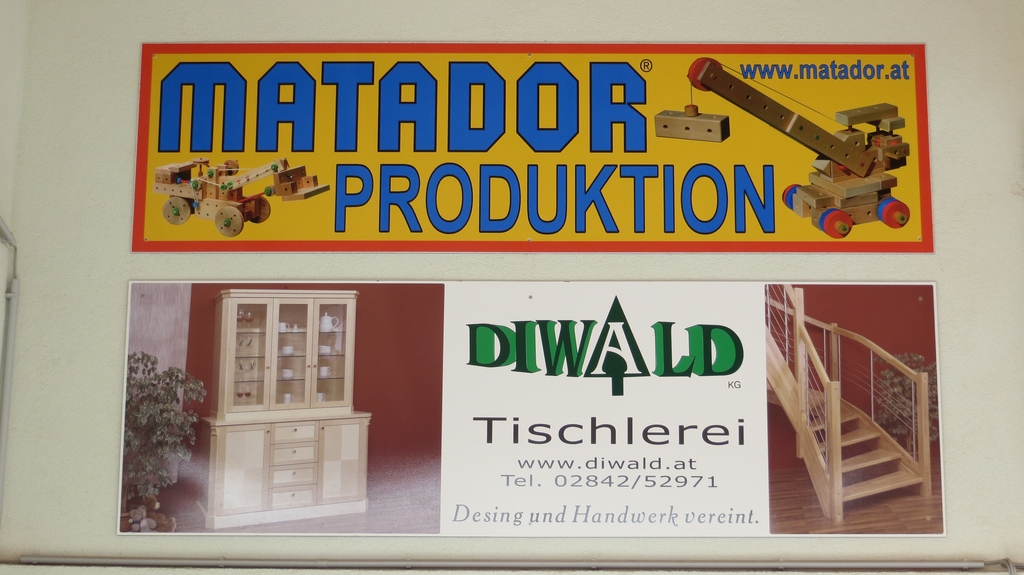 MATADOR®
www.matador.at
PRODUKTION
DIWALD
KG
Tischlerei
www.diwald.at
Tel. 02842/52971
Desing und Handwerk vereint.